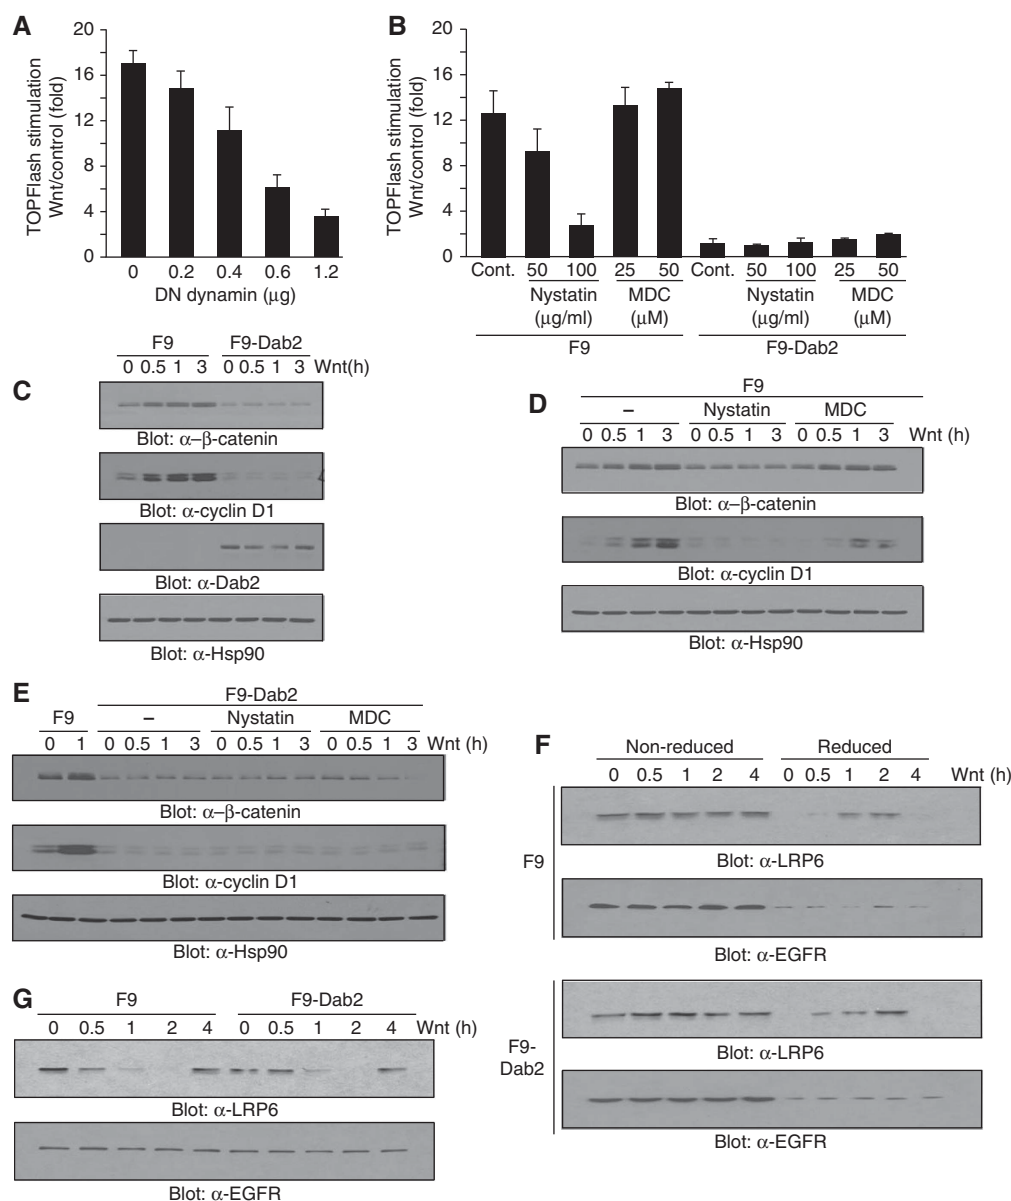 A
TOPFlash stimulation
Wnt/control (fold)
20
16
12
8
4
0
0 0.2 0.4 0.6 1.2
DN dynamin (μg)
B
TOPFlash stimulation
Wnt/control (fold)
20
16
12
8
4
0
Cont. 50 100 25 50 Cont. 50 100 25 50
Nystatin MDC Nystatin MDC
(μg/ml) (μM) (μg/ml) (μM)
F9 F9-Dab2
C
F9 F9-Dab2
0 0.5 1 3 0 0.5 1 3 Wnt(h)
Blot: α–β-catenin
Blot: α-cyclin D1
Blot: α-Dab2
Blot: α-Hsp90
D
F9
– Nystatin MDC
0 0.5 1 3 0 0.5 1 3 0 0.5 1 3 Wnt (h)
Blot: α–β-catenin
Blot: α-cyclin D1
Blot: α-Hsp90
E
F9-Dab2
F9 – Nystatin MDC
0 1 0 0.5 1 3 0 0.5 1 3 0 0.5 1 3 Wnt (h)
Blot: α–β-catenin
Blot: α-cyclin D1
Blot: α-Hsp90
F
Non-reduced Reduced
0 0.5 1 2 4 0 0.5 1 2 4 Wnt (h)
F9
Blot: α-LRP6
Blot: α-EGFR
F9-
Dab2
Blot: α-LRP6
Blot: α-EGFR
G
F9 F9-Dab2
0 0.5 1 2 4 0 0.5 1 2 4 Wnt (h)
Blot: α-LRP6
Blot: α-EGFR